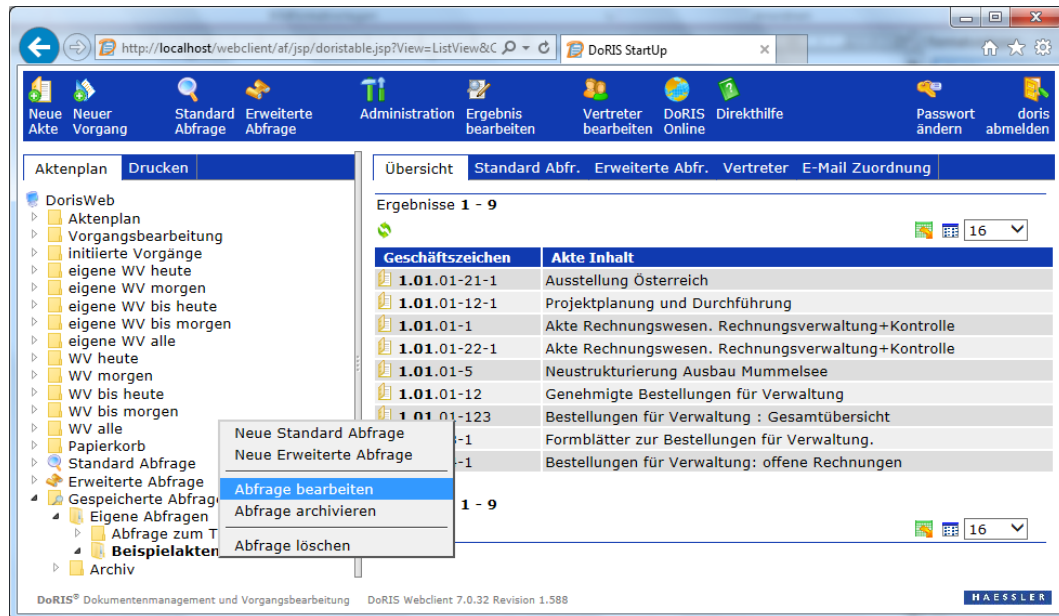 http://localhost/webclient/af/jsp/doristable.jsp?View=ListView&C
DoRIS StartUp
Neue Akte
Neuer Vorgang
Standard Abfrage
Erweiterte Abfrage
Administration
Ergebnis bearbeiten
Vertreter bearbeiten
DoRIS Online
Direkthilfe
Passwort ändern
doris abmelden
Aktenplan Drucken
DorisWeb
Aktenplan
Vorgangsbearbeitung
initiierte Vorgänge
eigene WV heute
eigene WV morgen
eigene WV bis heute
eigene WV bis morgen
eigene WV alle
WV heute
WV morgen
WV bis heute
WV bis morgen
WV alle
Papierkorb
Standard Abfrage
Erweiterte Abfrage
Gespeicherte Abfrage
Eigene Abfragen
Abfrage zum T
Beispielakten
Archiv
Neue Standard Abfrage
Neue Erweiterte Abfrage
Abfrage bearbeiten
Abfrage archivieren
Abfrage löschen
Übersicht Standard Abfr. Erweiterte Abfr. Vertreter E-Mail Zuordnung
Ergebnisse 1 - 9
16
Geschäftszeichen Akte Inhalt
1.01.01-21-1 Ausstellung Österreich
1.01.01-12-1 Projektplanung und Durchführung
1.01.01-1 Akte Rechnungswesen. Rechnungsverwaltung+Kontrolle
1.01.01-22-1 Akte Rechnungswesen. Rechnungsverwaltung+Kontrolle
1.01.01-5 Neustrukturierung Ausbau Mummelsee
1.01.01-12 Genehmigte Bestellungen für Verwaltung
1.01.01-123 Bestellungen für Verwaltung : Gesamtübersicht
-1 Formblätter zur Bestellungen für Verwaltung.
-1 Bestellungen für Verwaltung: offene Rechnungen
1 - 9
16
DoRIS® Dokumentenmanagement und Vorgangsbearbeitung DoRIS Webclient 7.0.32 Revision 1.588
HAESSLER